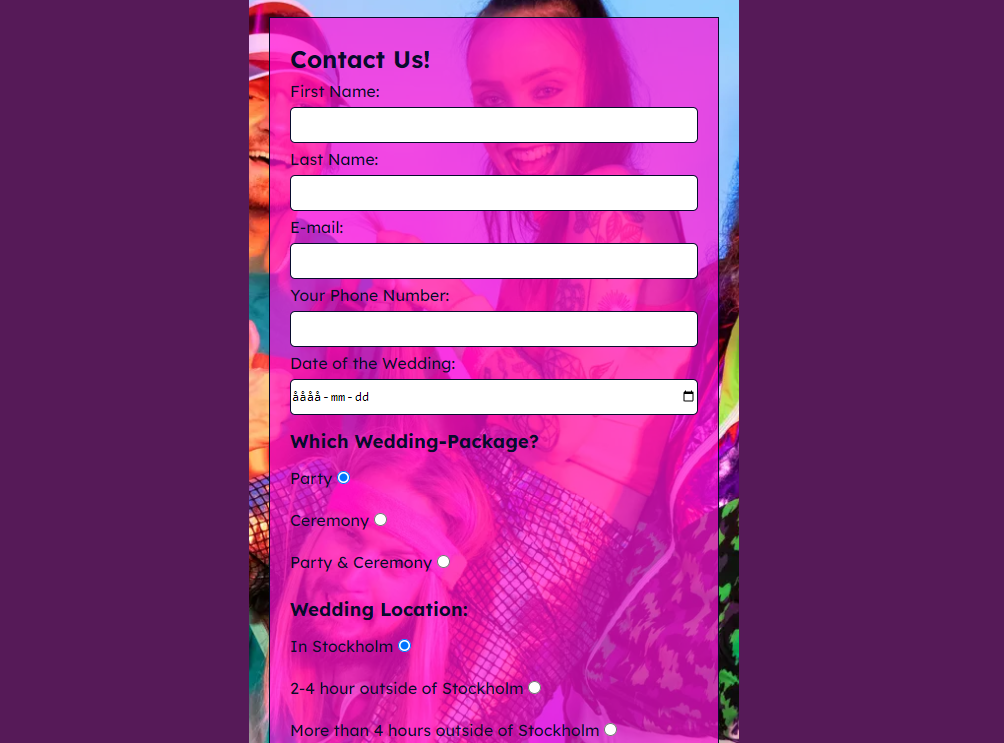 Contact Us!
First Name:
Last Name:
E-mail:
Your Phone Number:
Date of the Wedding:
åååå-mm-dd
Which Wedding-Package?
Party
Ceremony
Party & Ceremony
Wedding Location:
In Stockholm
2-4 hour outside of Stockholm
More than 4 hours outside of Stockholm